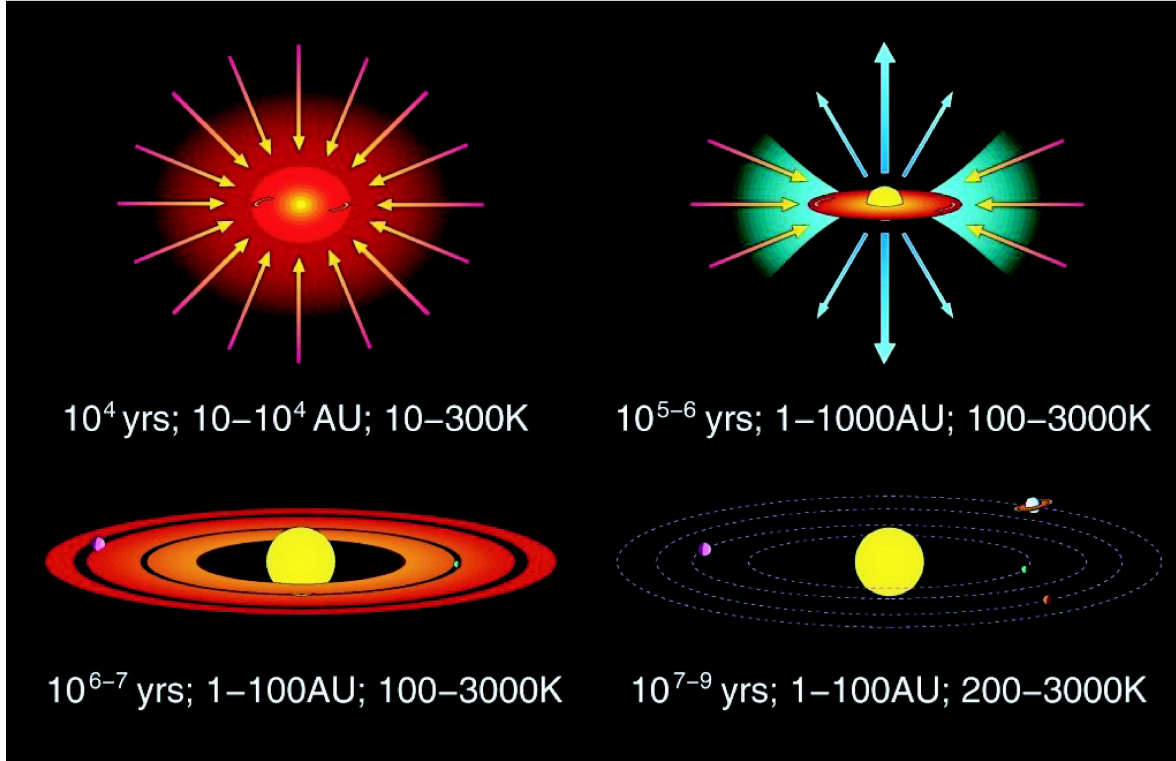 10⁴ yrs; 10–10⁴ AU; 10–300K
10⁵⁻⁶ yrs; 1–1000AU; 100–3000K
10⁶⁻⁷ yrs; 1–100AU; 100–3000K
10⁷⁻⁹ yrs; 1–100AU; 200–3000K